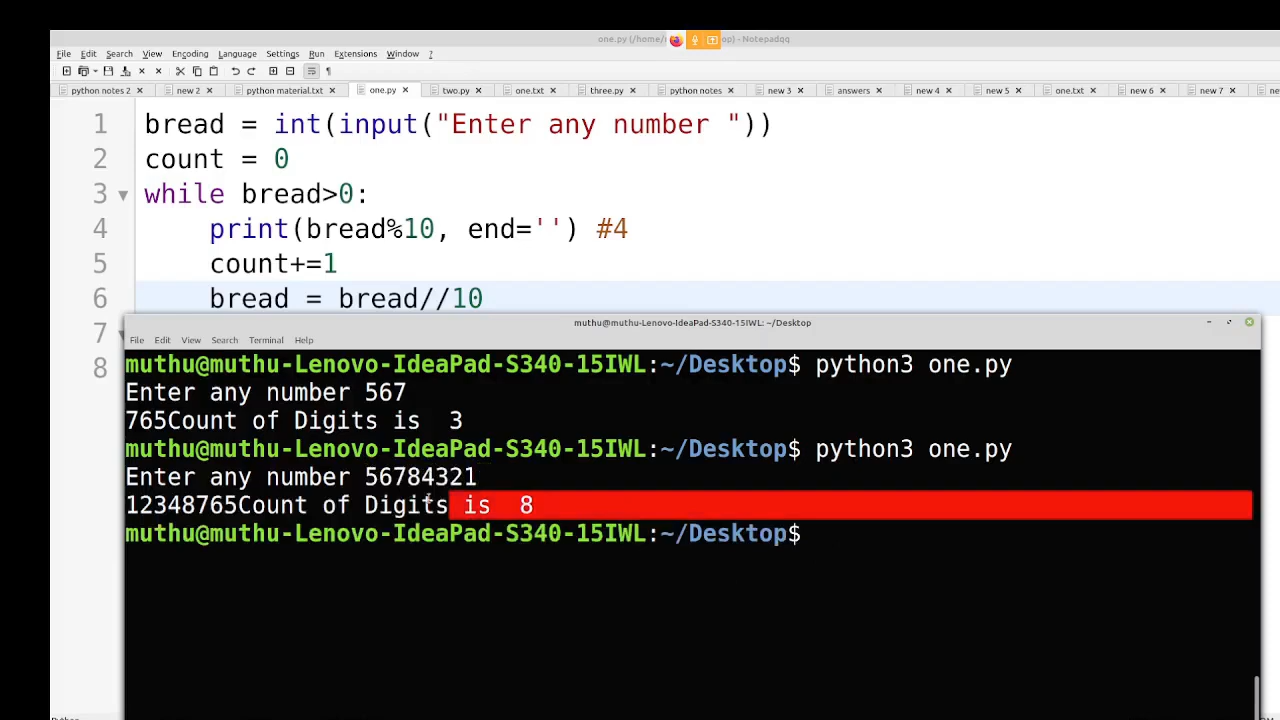 one.py (/home/ op) - Notepadqq
File Edit Search View Encoding Language Settings Run Extensions Window ?
python notes 2 new 2 python material.txt one.py two.py one.txt three.py python notes new 3 answers new 4 new 5 one.txt new 6 new 7
1 bread = int(input("Enter any number "))
2 count = 0
3 while bread>0:
4 print(bread%10, end='') #4
5 count+=1
6 bread = bread//10
7
8
muthu@muthu-Lenovo-IdeaPad-S340-15IWL: ~/Desktop
File Edit View Search Terminal Help
muthu@muthu-Lenovo-IdeaPad-S340-15IWL:~/Desktop$ python3 one.py
Enter any number 567
765Count of Digits is  3
muthu@muthu-Lenovo-IdeaPad-S340-15IWL:~/Desktop$ python3 one.py
Enter any number 56784321
12348765Count of Digits is  8
muthu@muthu-Lenovo-IdeaPad-S340-15IWL:~/Desktop$